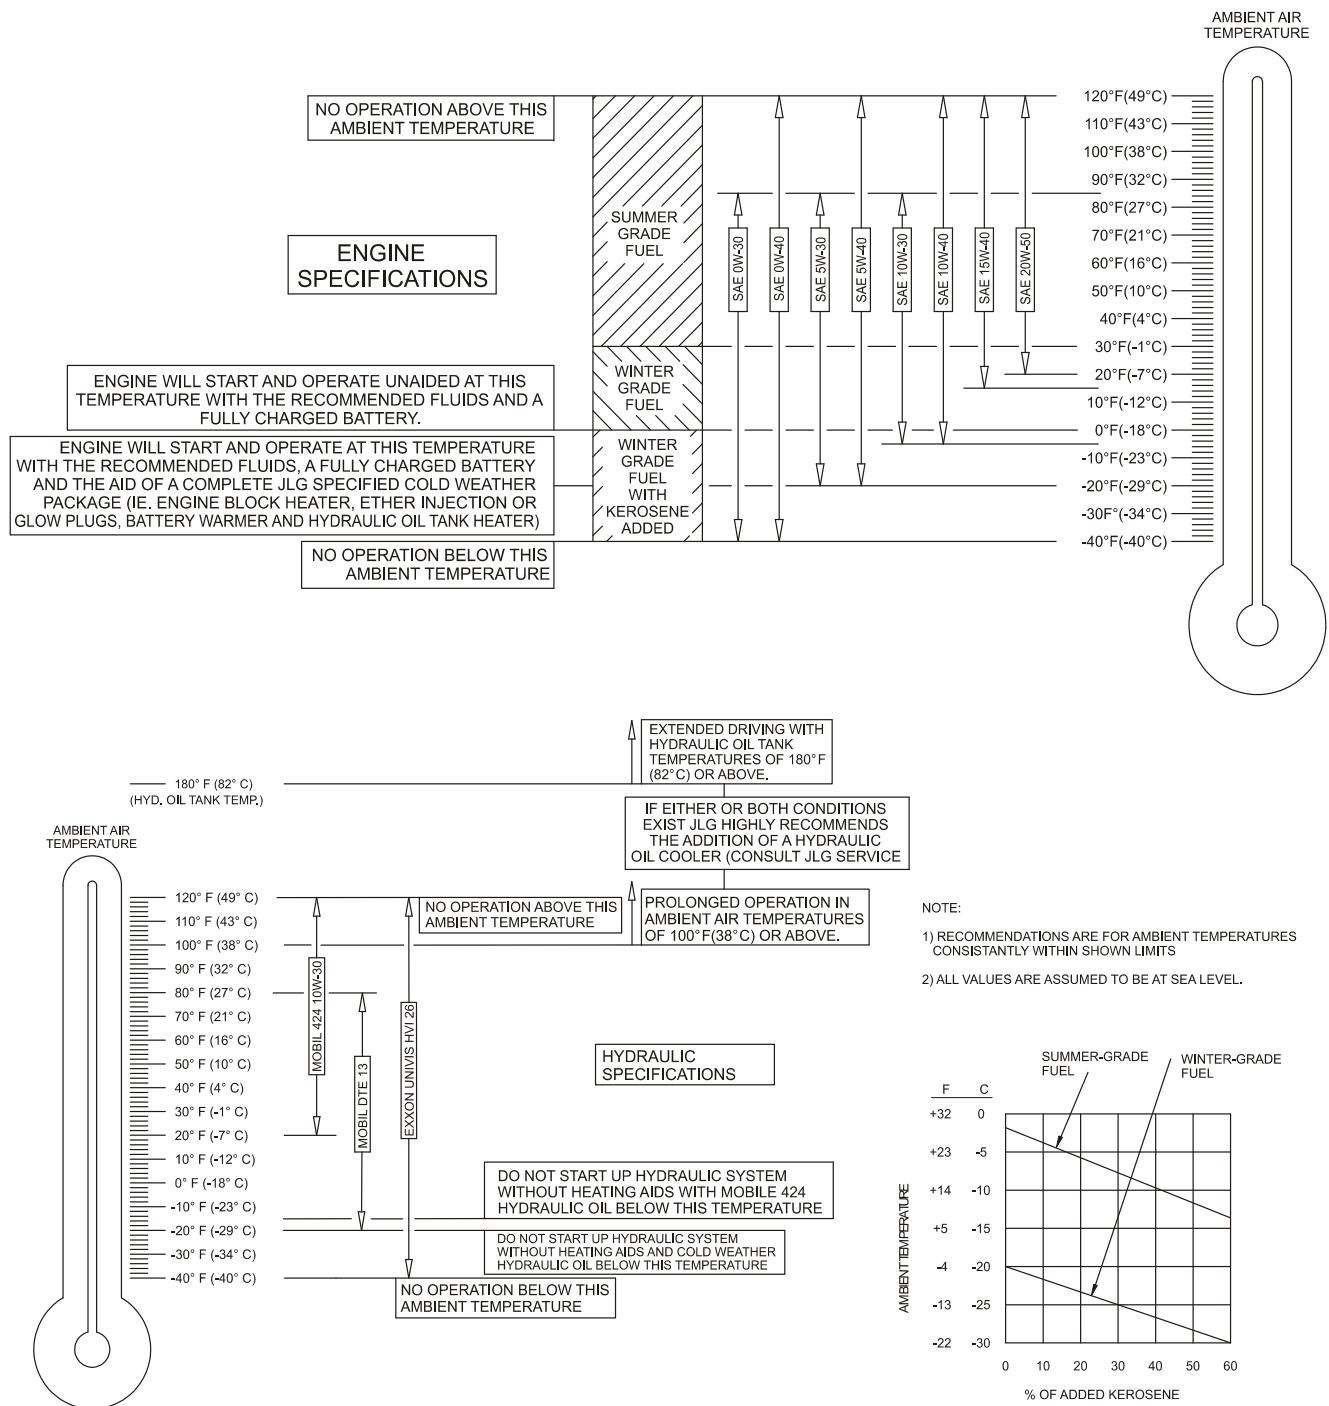 AMBIENT AIR
TEMPERATURE
NO OPERATION ABOVE THIS
AMBIENT TEMPERATURE
ENGINE
SPECIFICATIONS
SUMMER
GRADE
FUEL
WINTER
GRADE
FUEL
WINTER
GRADE
FUEL
WITH
KEROSENE
ADDED
ENGINE WILL START AND OPERATE UNAIDED AT THIS
TEMPERATURE WITH THE RECOMMENDED FLUIDS AND A
FULLY CHARGED BATTERY.
ENGINE WILL START AND OPERATE AT THIS TEMPERATURE
WITH THE RECOMMENDED FLUIDS, A FULLY CHARGED BATTERY
AND THE AID OF A COMPLETE JLG SPECIFIED COLD WEATHER
PACKAGE (IE. ENGINE BLOCK HEATER, ETHER INJECTION OR
GLOW PLUGS, BATTERY WARMER AND HYDRAULIC OIL TANK HEATER)
NO OPERATION BELOW THIS
AMBIENT TEMPERATURE
SAE 0W-30
SAE 0W-40
SAE 5W-30
SAE 5W-40
SAE 10W-30
SAE 10W-40
SAE 15W-40
SAE 20W-50
120°F(49°C)
110°F(43°C)
100°F(38°C)
90°F(32°C)
80°F(27°C)
70°F(21°C)
60°F(16°C)
50°F(10°C)
40°F(4°C)
30°F(-1°C)
20°F(-7°C)
10°F(-12°C)
0°F(-18°C)
-10°F(-23°C)
-20°F(-29°C)
-30F°(-34°C)
-40°F(-40°C)
180° F (82° C)
(HYD. OIL TANK TEMP.)
AMBIENT AIR
TEMPERATURE
120° F (49° C)
110° F (43° C)
100° F (38° C)
90° F (32° C)
80° F (27° C)
70° F (21° C)
60° F (16° C)
50° F (10° C)
40° F (4° C)
30° F (-1° C)
20° F (-7° C)
10° F (-12° C)
0° F (-18° C)
-10° F (-23° C)
-20° F (-29° C)
-30° F (-34° C)
-40° F (-40° C)
MOBIL 424 10W-30
MOBIL DTE 13
EXXON UNIVIS HVI 26
EXTENDED DRIVING WITH
HYDRAULIC OIL TANK
TEMPERATURES OF 180°F
(82°C) OR ABOVE.
IF EITHER OR BOTH CONDITIONS
EXIST JLG HIGHLY RECOMMENDS
THE ADDITION OF A HYDRAULIC
OIL COOLER (CONSULT JLG SERVICE
NO OPERATION ABOVE THIS
AMBIENT TEMPERATURE
PROLONGED OPERATION IN
AMBIENT AIR TEMPERATURES
OF 100°F(38°C) OR ABOVE.
HYDRAULIC
SPECIFICATIONS
DO NOT START UP HYDRAULIC SYSTEM
WITHOUT HEATING AIDS WITH MOBILE 424
HYDRAULIC OIL BELOW THIS TEMPERATURE
DO NOT START UP HYDRAULIC SYSTEM
WITHOUT HEATING AIDS AND COLD WEATHER
HYDRAULIC OIL BELOW THIS TEMPERATURE
NO OPERATION BELOW THIS
AMBIENT TEMPERATURE
NOTE:
1) RECOMMENDATIONS ARE FOR AMBIENT TEMPERATURES
CONSISTANTLY WITHIN SHOWN LIMITS
2) ALL VALUES ARE ASSUMED TO BE AT SEA LEVEL.
SUMMER-GRADE
FUEL
WINTER-GRADE
FUEL
F C
+32 0
+23 -5
+14 -10
+5 -15
-4 -20
-13 -25
-22 -30
AMBIENT TEMPERATURE
0 10 20 30 40 50 60
% OF ADDED KEROSENE